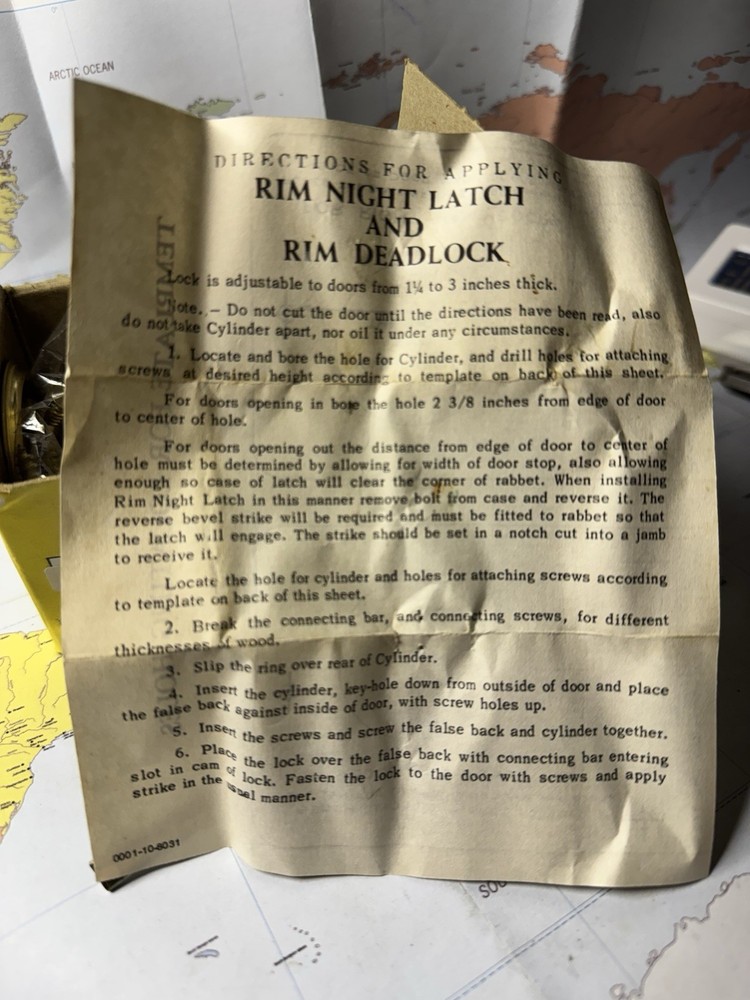 ARCTIC OCEAN
DIRECTIONS FOR APPLYING
RIM NIGHT LATCH
AND
RIM DEADLOCK
Lock is adjustable to doors from 1¼ to 3 inches thick.
Note. – Do not cut the door until the directions have been read, also
do not take Cylinder apart, nor oil it under any circumstances.
1. Locate and bore the hole for Cylinder, and drill holes for attaching
screws at desired height according to template on back of this sheet.
For doors opening in bore the hole 2 3/8 inches from edge of door
to center of hole.
For doors opening out the distance from edge of door to center of
hole must be determined by allowing for width of door stop, also allowing
enough so case of latch will clear the corner of rabbet. When installing
Rim Night Latch in this manner remove bolt from case and reverse it. The
reverse bevel strike will be required and must be fitted to rabbet so that
the latch will engage. The strike should be set in a notch cut into a jamb
to receive it.
Locate the hole for cylinder and holes for attaching screws according
to template on back of this sheet.
2. Break the connecting bar, and connecting screws, for different
thicknesses of wood.
3. Slip the ring over rear of Cylinder.
4. Insert the cylinder, key-hole down from outside of door and place
the false back against inside of door, with screw holes up.
5. Insert the screws and screw the false back and cylinder together.
6. Place the lock over the false back with connecting bar entering
slot in cam of lock. Fasten the lock to the door with screws and apply
strike in the usual manner.
0001-10-8031
SOU